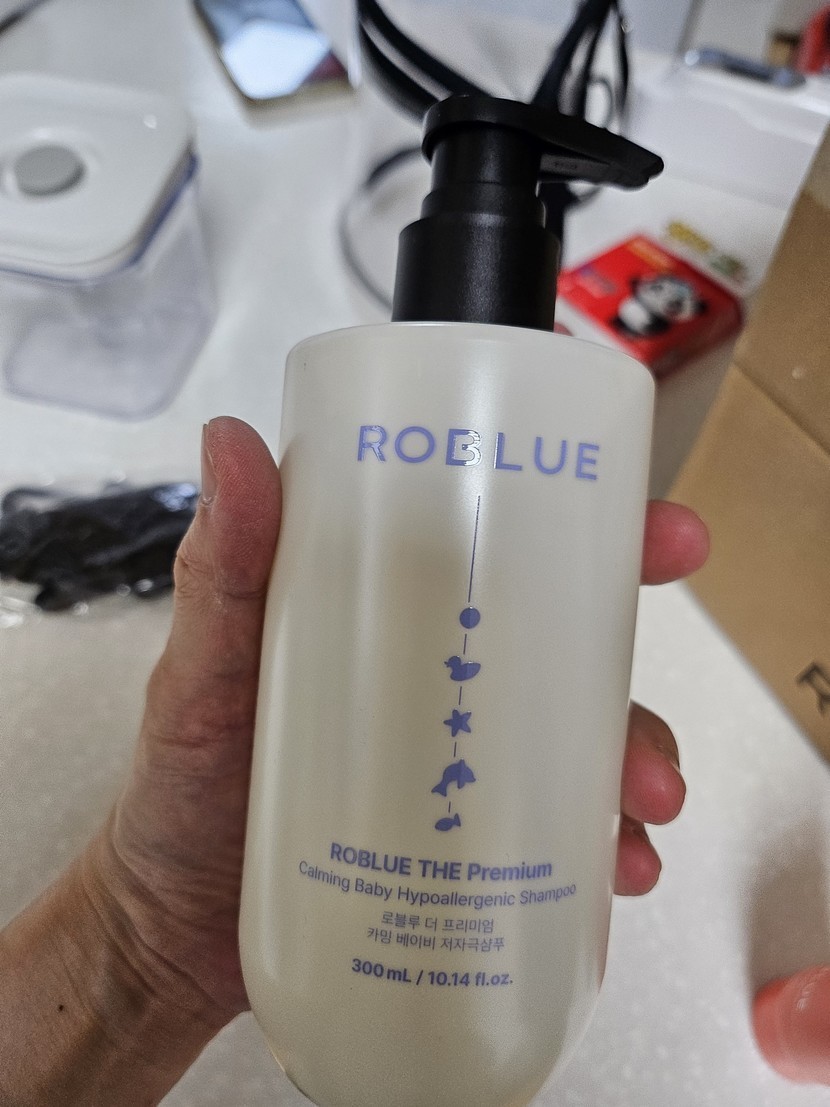 ROBLUE
ROBLUE THE Premium
Calming Baby Hypoallergenic Shampoo
로블루 더 프리미엄
카밍 베이비 저자극샴푸
300 mL / 10.14 fl.oz.